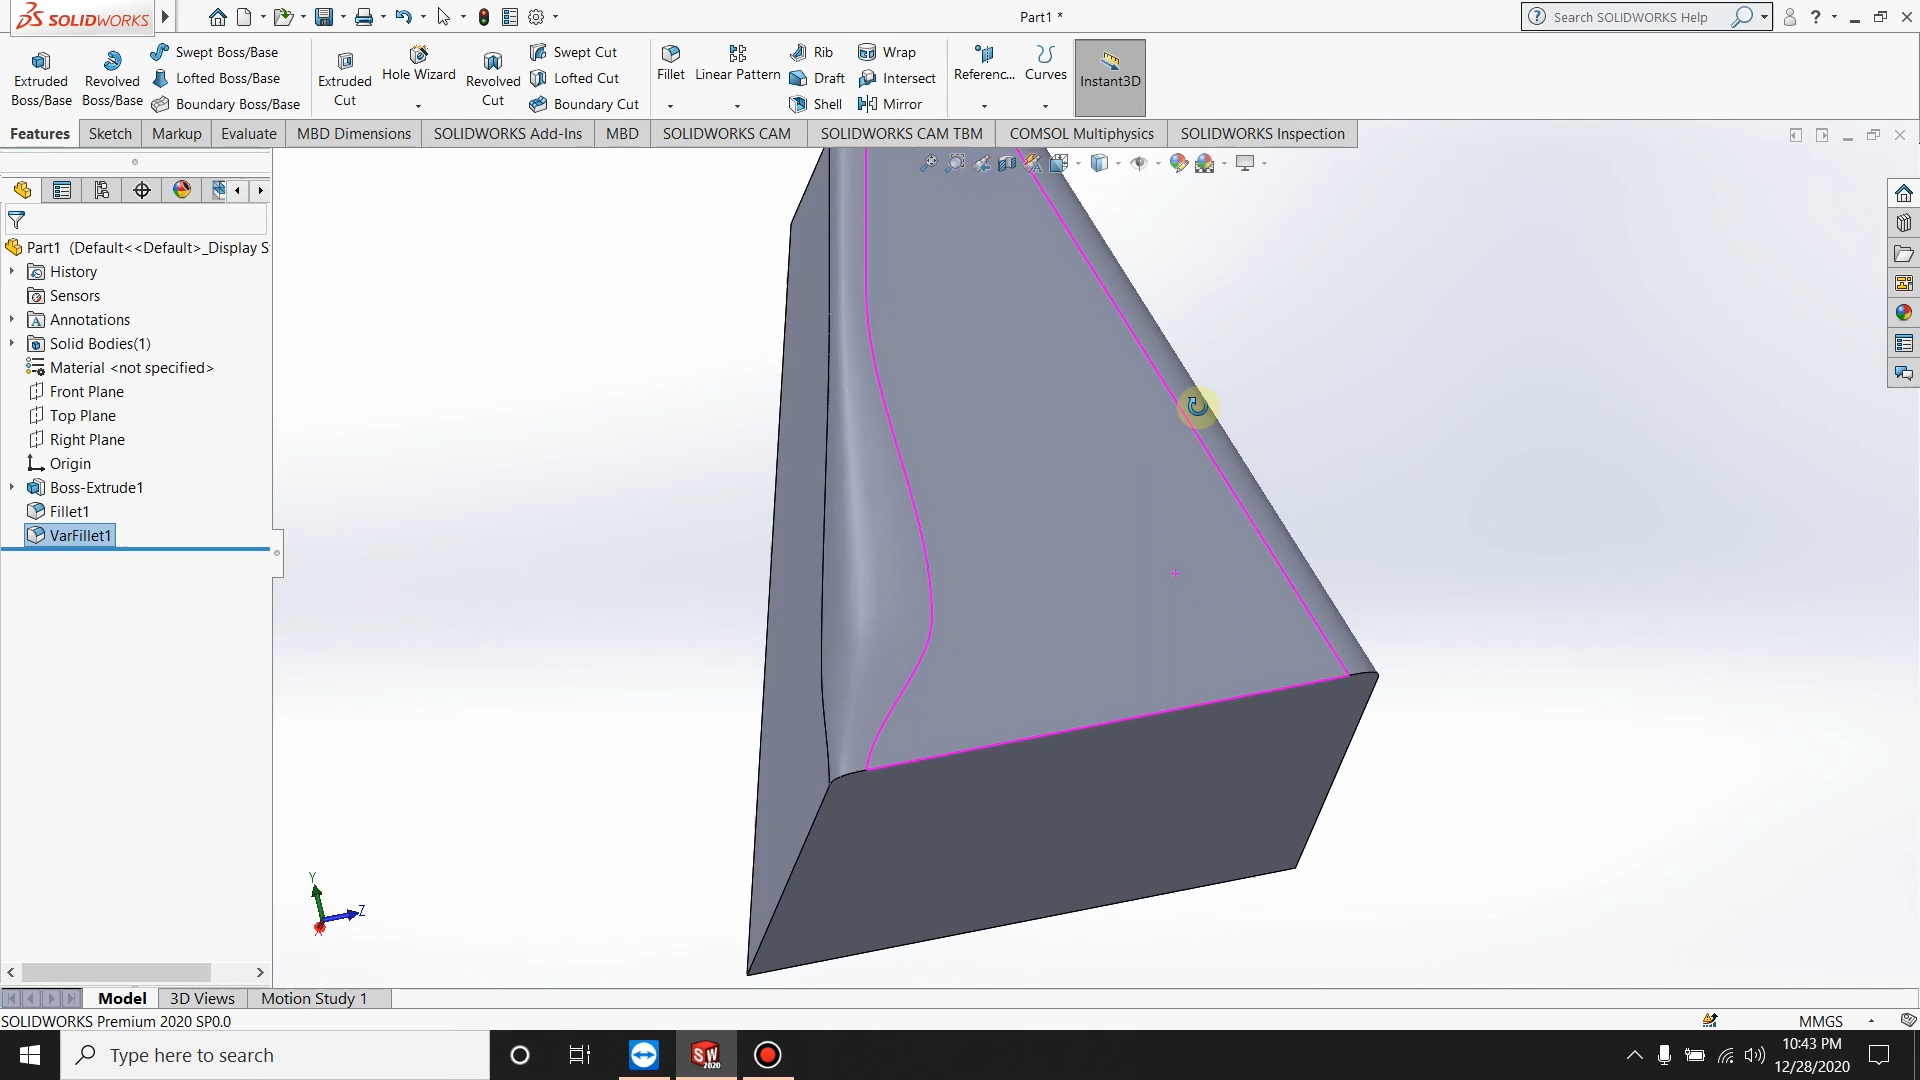 SOLIDWORKS
Part1 *
Search SOLIDWORKS Help
Extruded Boss/Base
Revolved Boss/Base
Swept Boss/Base
Lofted Boss/Base
Boundary Boss/Base
Extruded Cut
Hole Wizard
Revolved Cut
Swept Cut
Lofted Cut
Boundary Cut
Fillet
Linear Pattern
Rib
Draft
Shell
Wrap
Intersect
Mirror
Referenc...
Curves
Instant3D
Features
Sketch
Markup
Evaluate
MBD Dimensions
SOLIDWORKS Add-Ins
MBD
SOLIDWORKS CAM
SOLIDWORKS CAM TBM
COMSOL Multiphysics
SOLIDWORKS Inspection
Part1 (Default<<Default>_Display S
History
Sensors
Annotations
Solid Bodies(1)
Material <not specified>
Front Plane
Top Plane
Right Plane
Origin
Boss-Extrude1
Fillet1
VarFillet1
Y
Z
X
Model
3D Views
Motion Study 1
SOLIDWORKS Premium 2020 SP0.0
MMGS
Type here to search
SW
2020
10:43 PM
12/28/2020